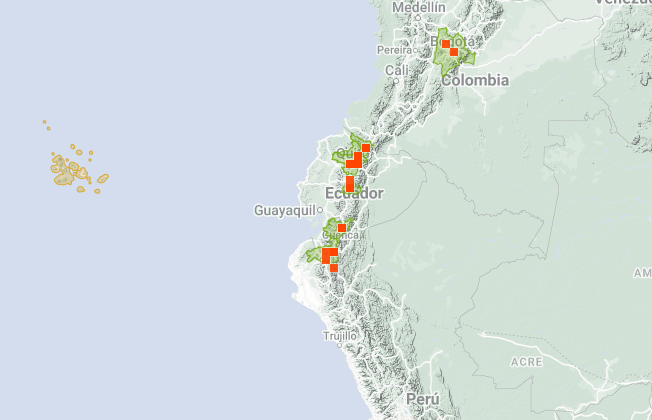 Medellín
Venezu
Bogotá
Pereira
Cali
Colombia
Ecuador
Guayaquil
Cuenca
AM
Trujillo
ACRE
Perú